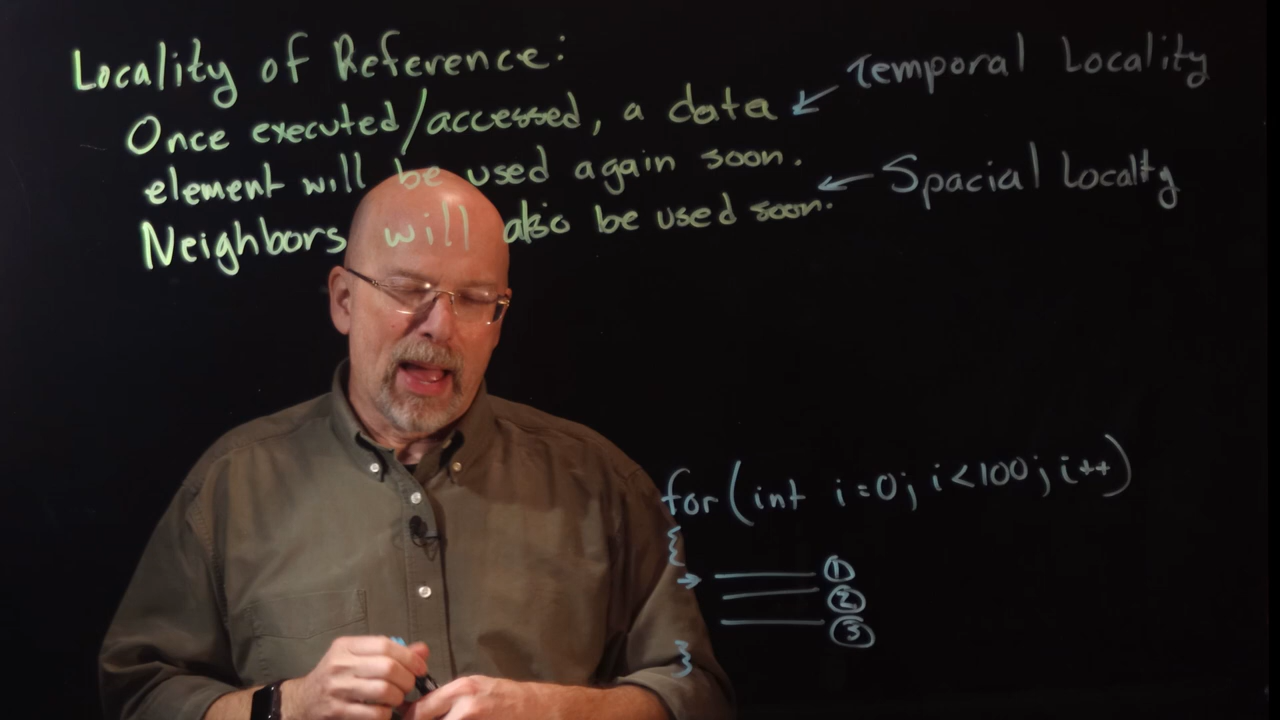 Locality of Reference:
Once executed/accessed, a data
element will be used again soon.
Neighbors will also be used soon.
Temporal Locality
Spacial Localty
for (int i=0; i<100; i++)
{
→ 1
2
3
}